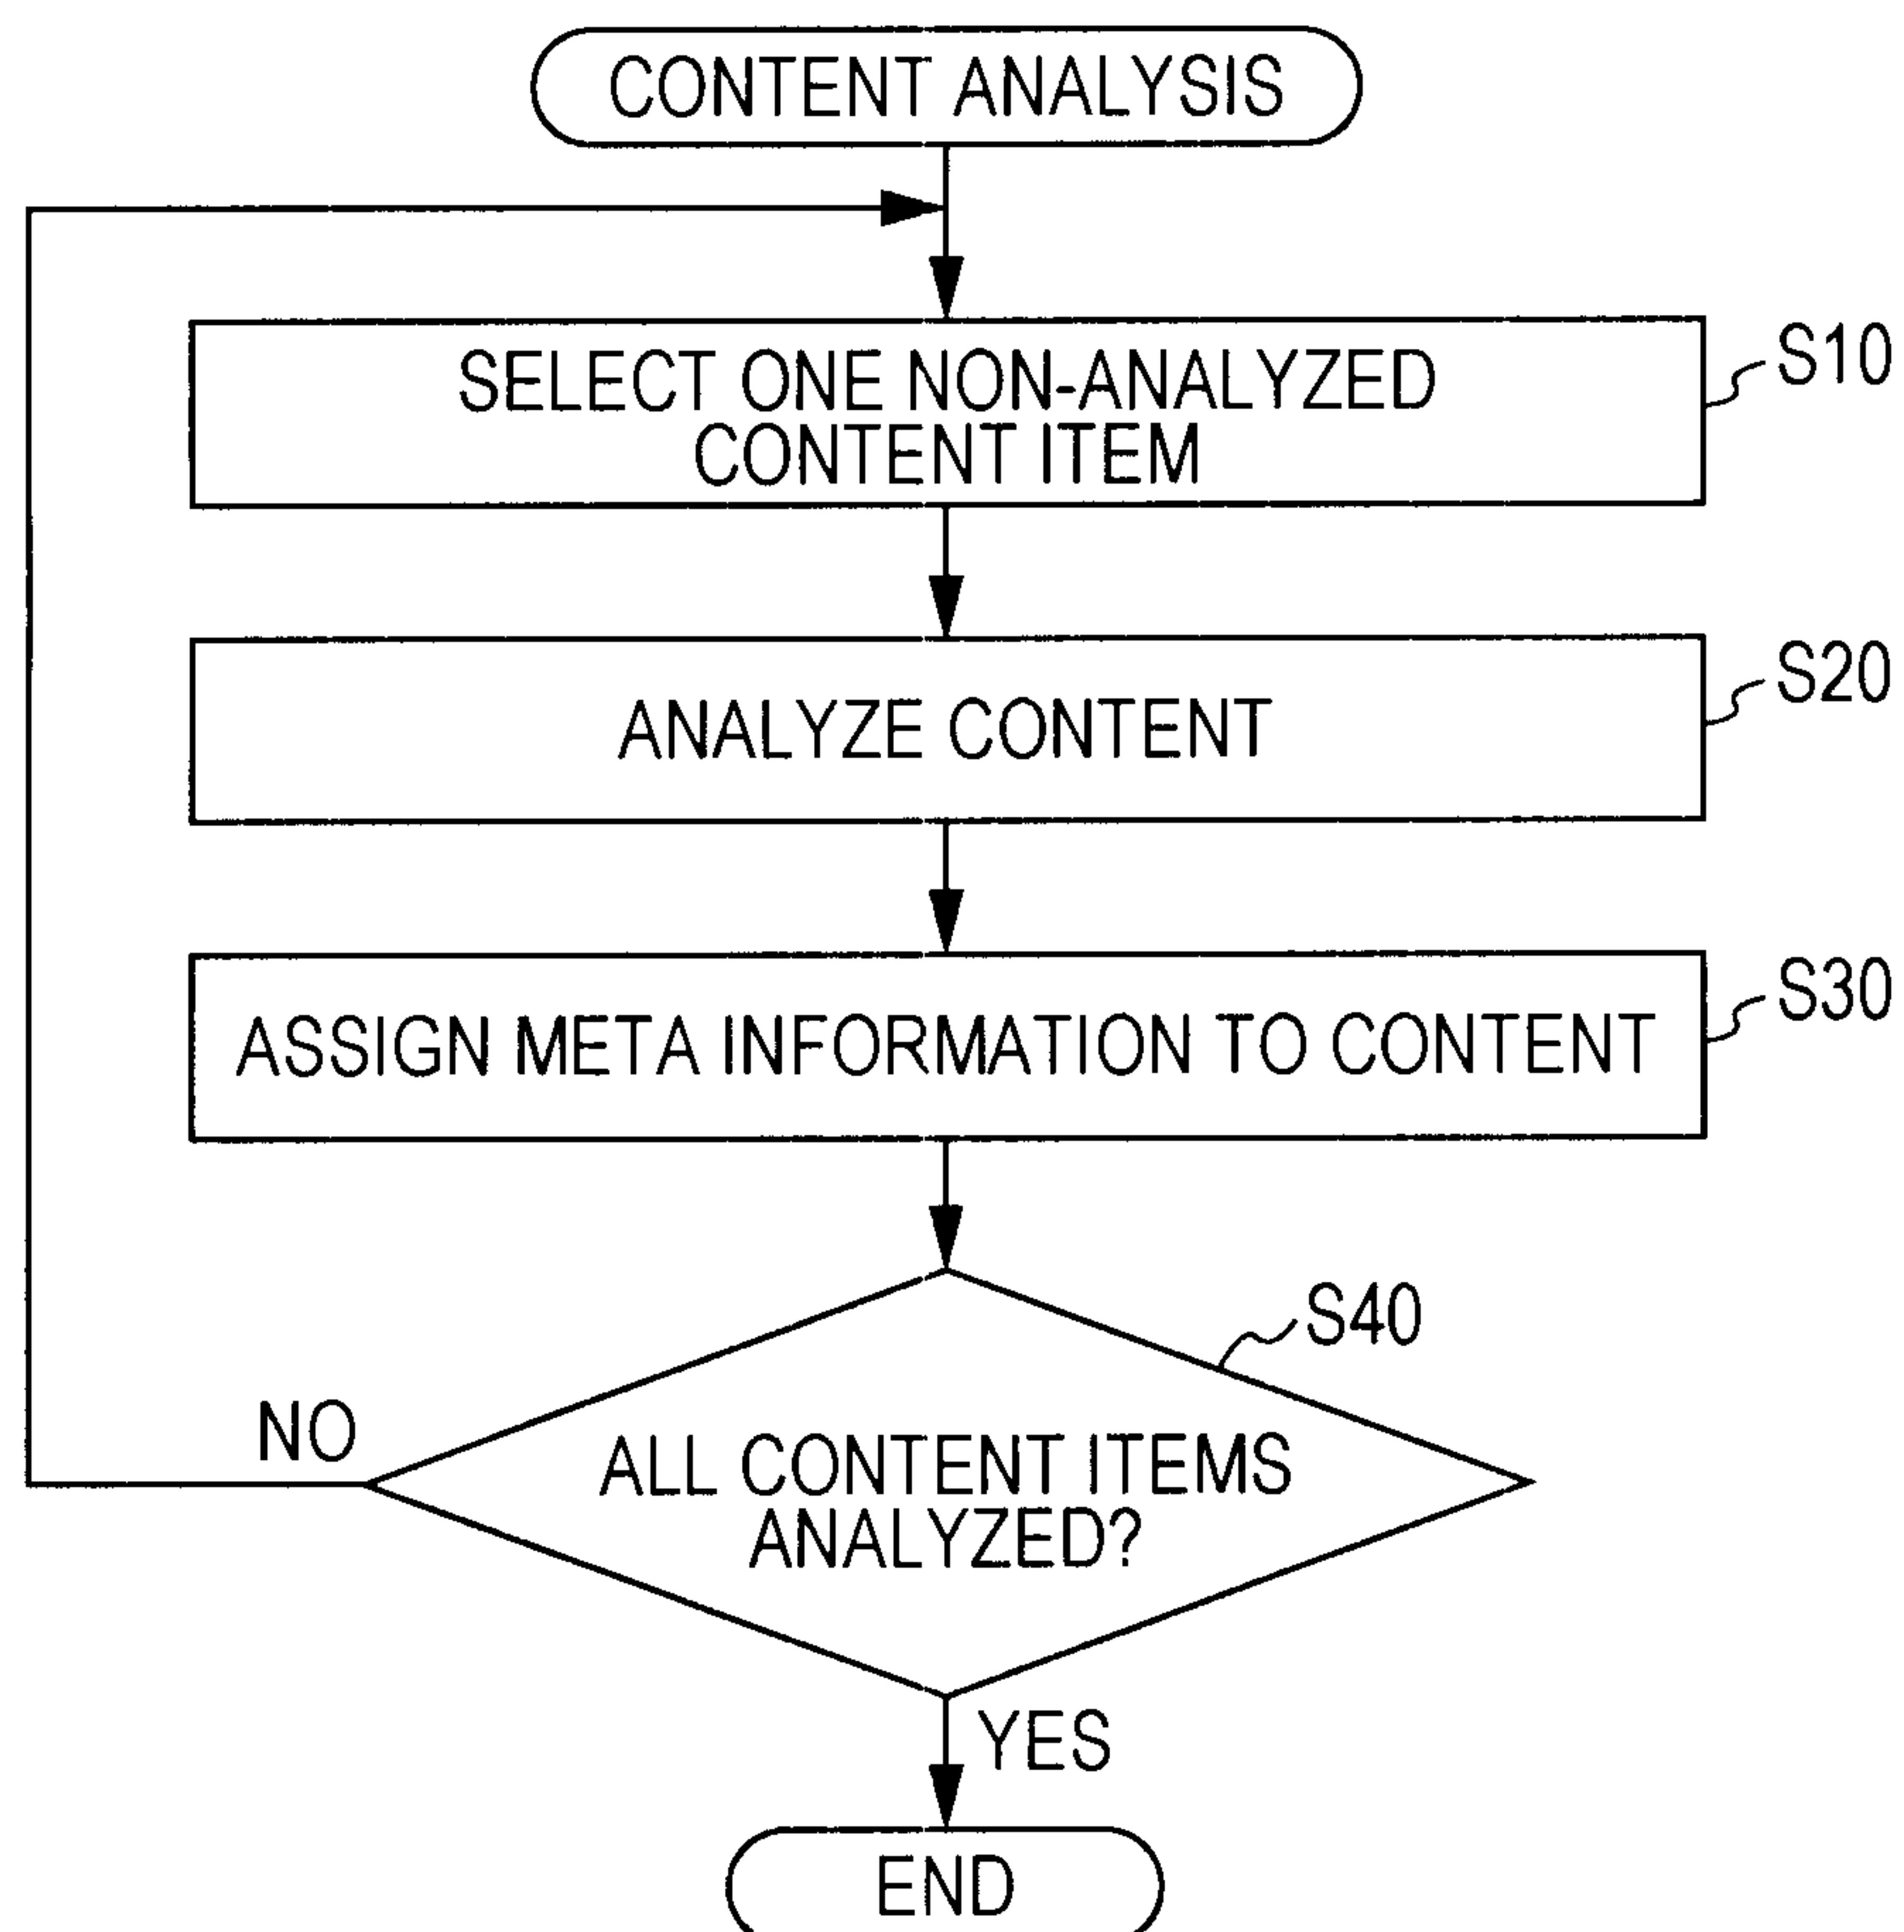 CONTENT ANALYSIS
SELECT ONE NON-ANALYZED
CONTENT ITEM
S10
ANALYZE CONTENT
S20
ASSIGN META INFORMATION TO CONTENT
S30
S40
ALL CONTENT ITEMS
ANALYZED?
NO
YES
END